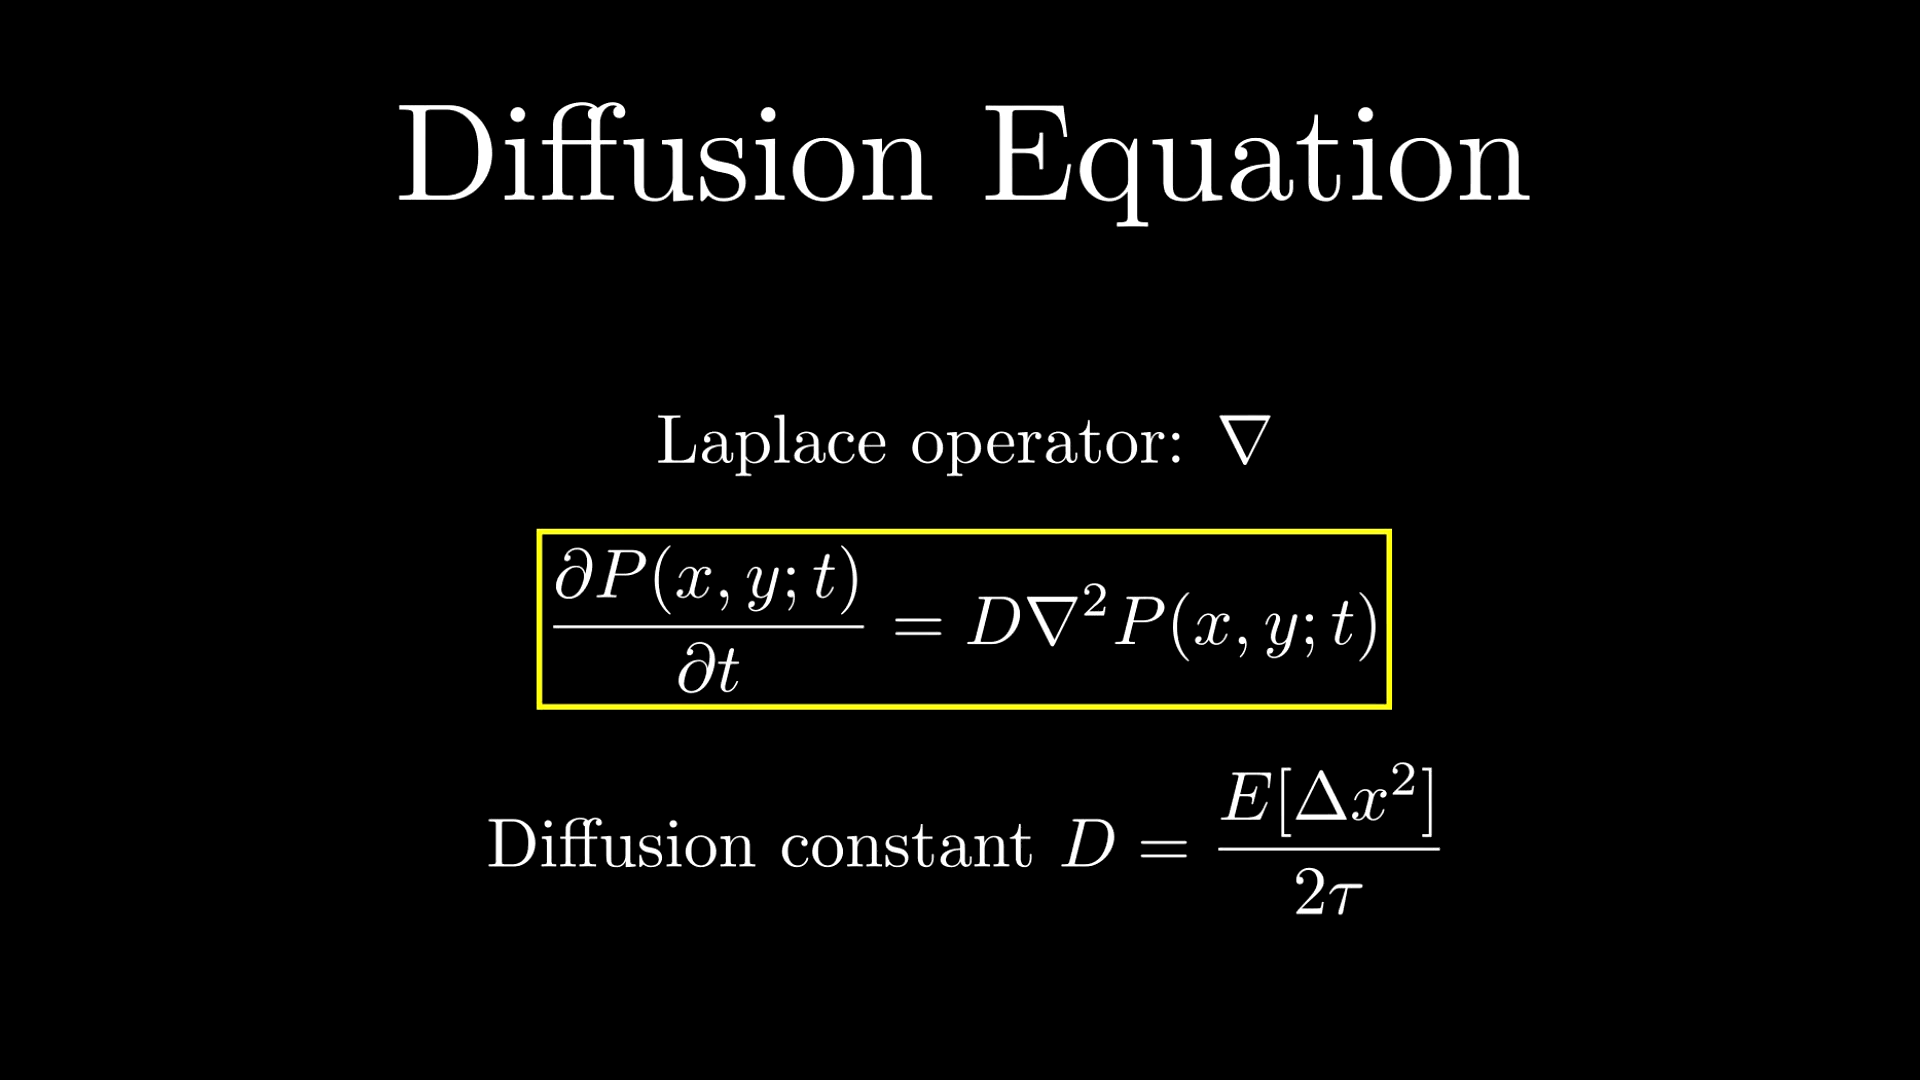 Diffusion Equation
Laplace operator: ∇
∂P(x, y; t)/∂t = D∇²P(x, y; t)
Diffusion constant D = E[Δx²]/2τ